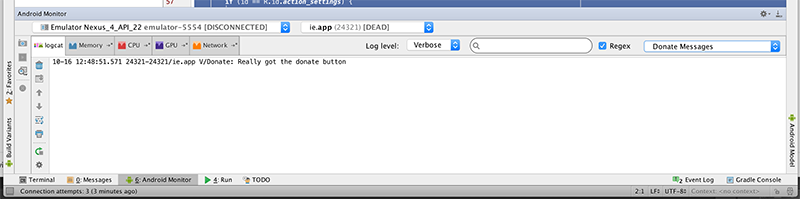 57
if (id == R.id.action_settings) {
Android Monitor
Emulator Nexus_4_API_22 emulator-5554 [DISCONNECTED]
ie.app (24321) [DEAD]
logcat
Memory
CPU
GPU
Network
Log level:
Verbose
Regex
Donate Messages
10-16 12:48:51.571 24321-24321/ie.app V/Donate: Really got the donate button
2: Favorites
Build Variants
Android Model
Terminal
0: Messages
6: Android Monitor
4: Run
TODO
2 Event Log
Gradle Console
Connection attempts: 3 (3 minutes ago)
2:1 LF÷ UTF-8÷ Context: <no context>